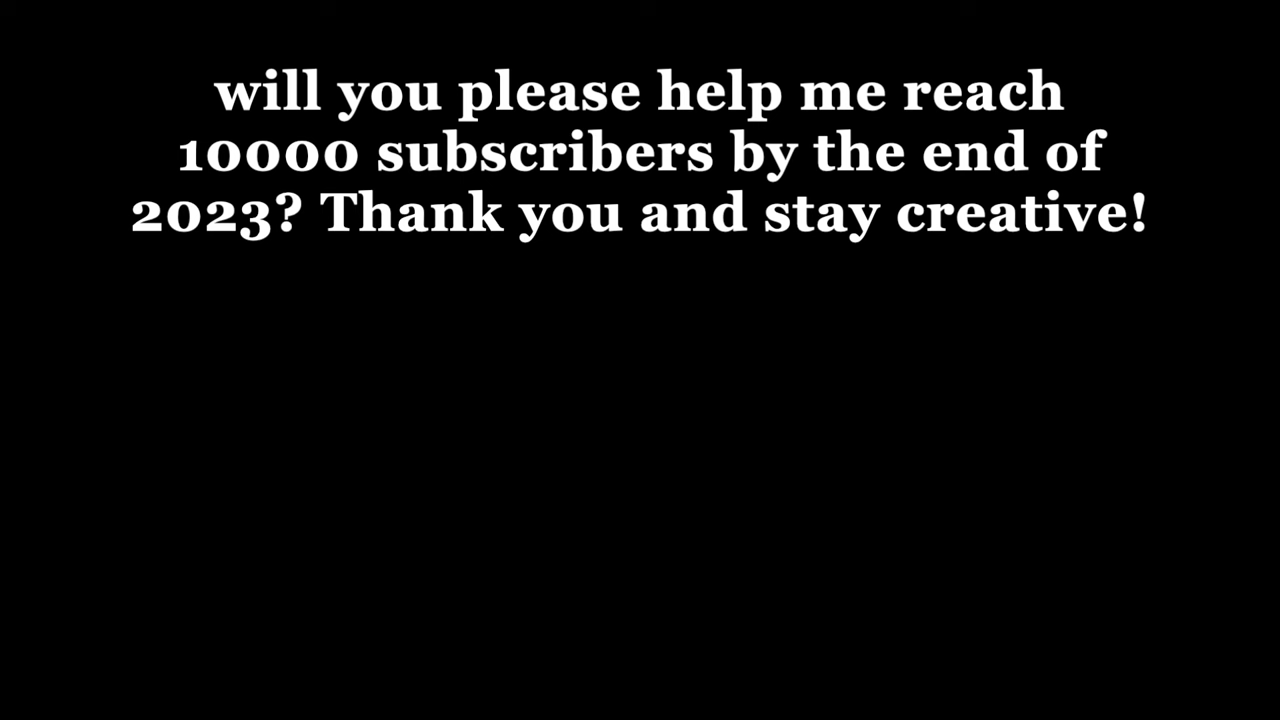 will you please help me reach
10000 subscribers by the end of
2023? Thank you and stay creative!